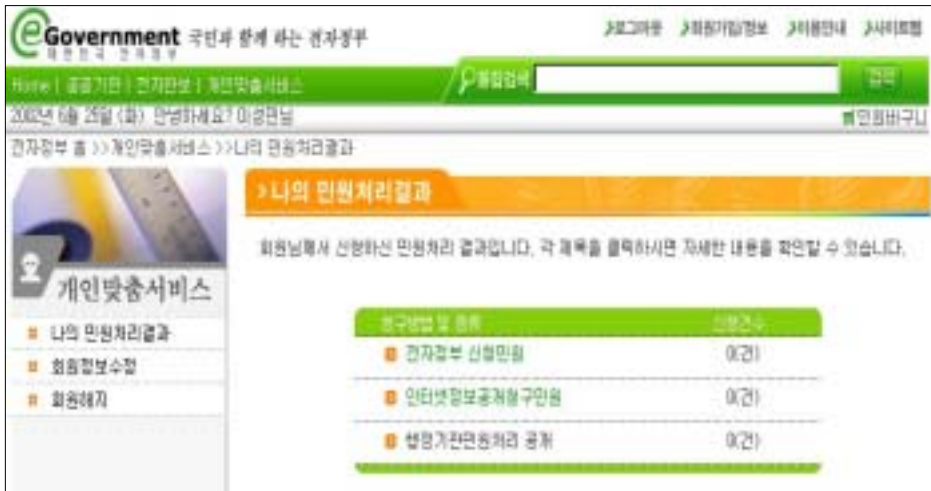 eGovernment 국민과 함께 하는 전자정부
대한민국 전자정부
로그아웃 회원가입/정보 이용안내 사이트맵
Home | 공공기관 | 전자관보 | 개인맞춤서비스
통합검색 검색
2002년 6월 25일 (화) 안녕하세요?
민원바구니
전자정부 홈 >>개인맞춤서비스 >>나의 민원처리결과
>나의 민원처리결과
회원님께서 신청하신 민원처리 결과입니다. 각 제목을 클릭하시면 자세한 내용을 확인할 수 있습니다.
개인맞춤서비스
나의 민원처리결과
회원정보수정
회원해지
청구방법 및 종류 신청건수
전자정부 신청민원 0(건)
인터넷정보공개청구민원 0(건)
법정기간민원처리 공개 0(건)